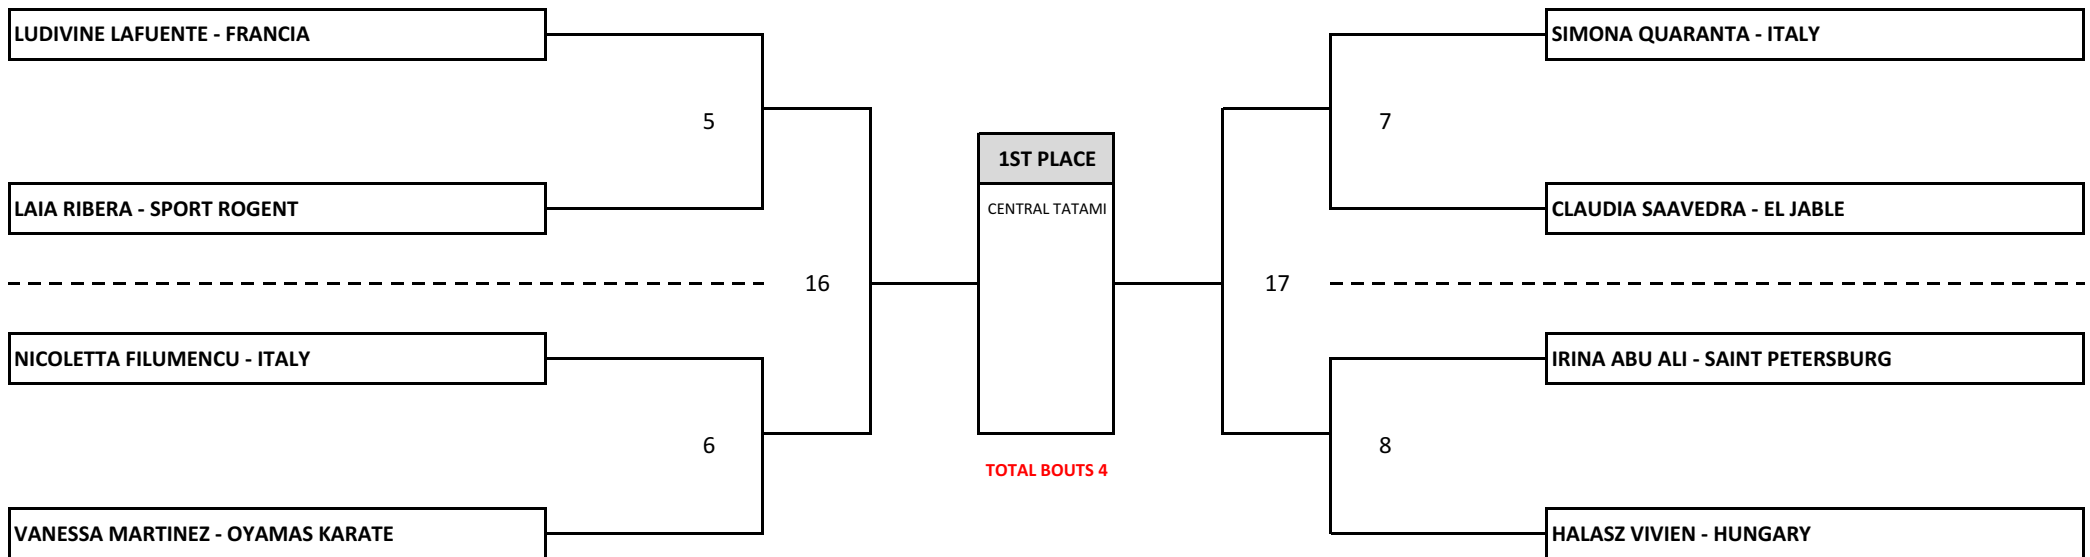 LUDIVINE LAFUENTE - FRANCIA
SIMONA QUARANTA - ITALY
5
7
1ST PLACE
LAIA RIBERA - SPORT ROGENT
CENTRAL TATAMI
CLAUDIA SAAVEDRA - EL JABLE
16
17
NICOLETTA FILUMENCU - ITALY
IRINA ABU ALI - SAINT PETERSBURG
6
8
TOTAL BOUTS 4
VANESSA MARTINEZ - OYAMAS KARATE
HALASZ VIVIEN - HUNGARY